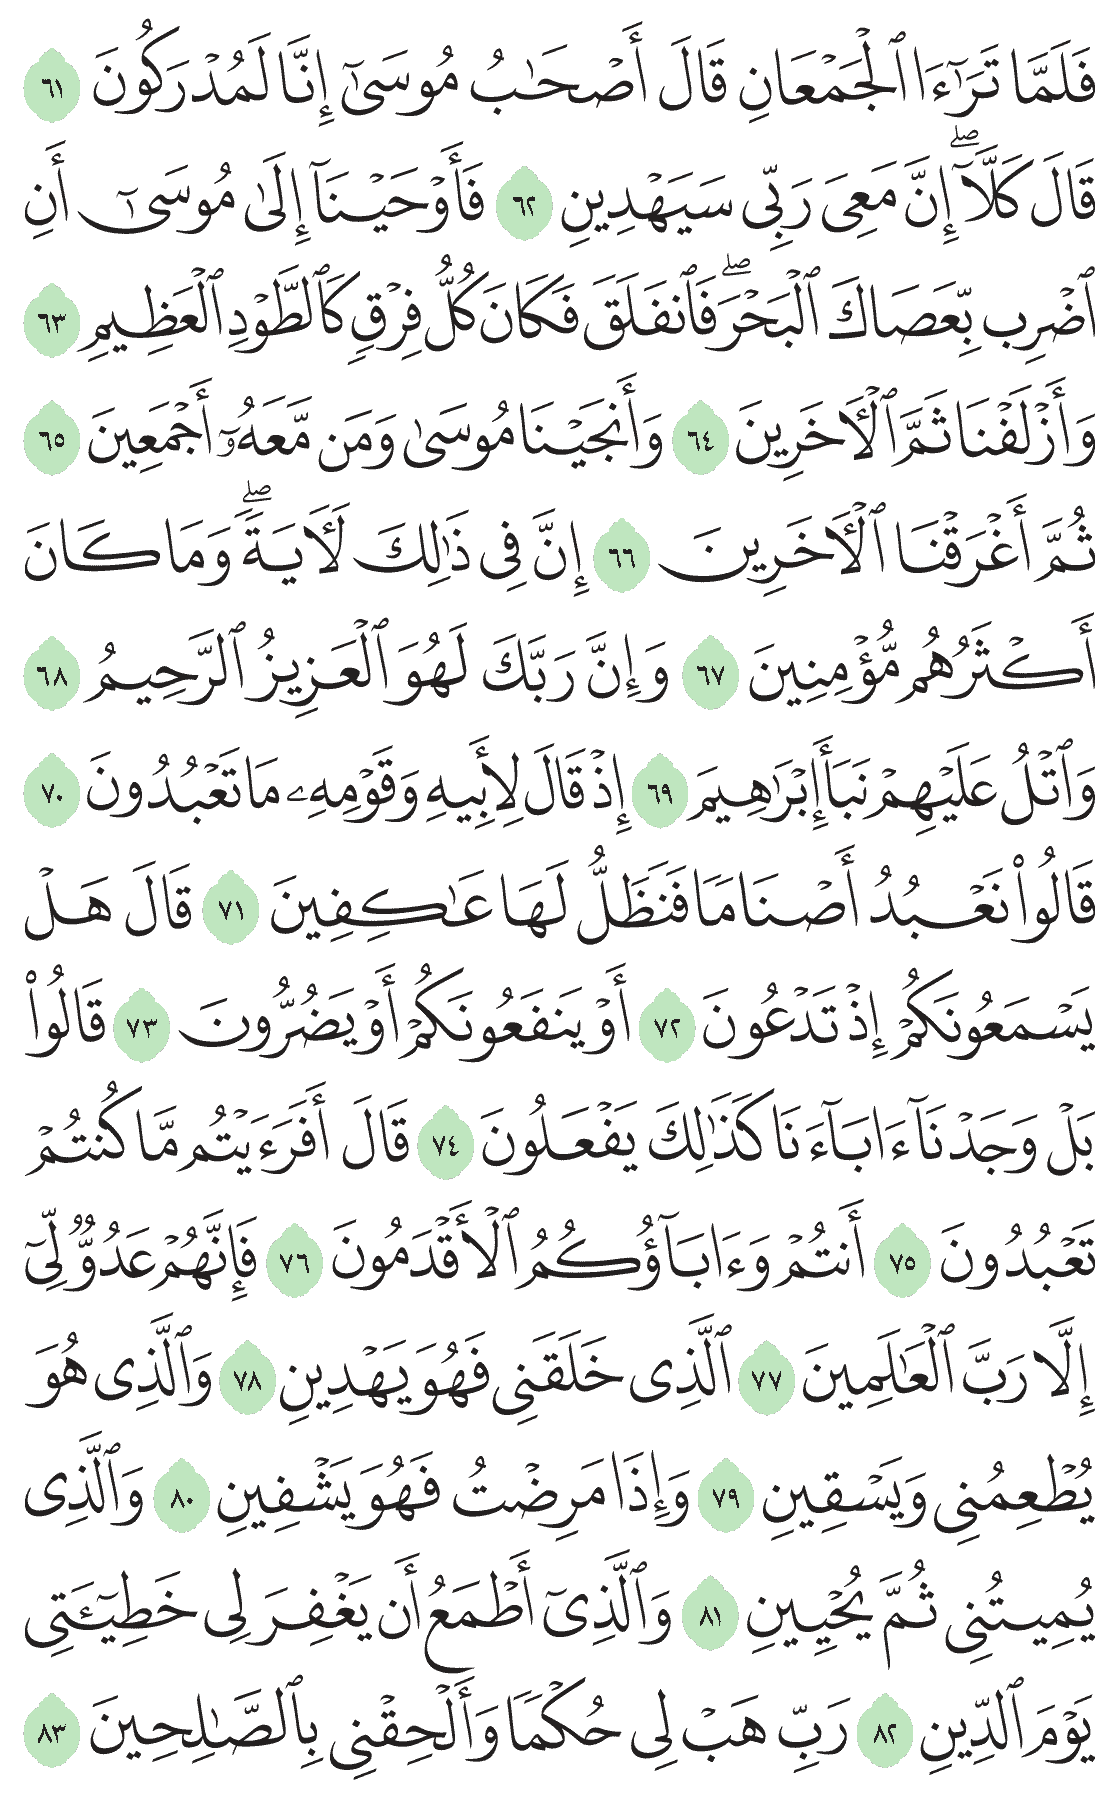 فَلَمَّا تَرَٰٓءَا ٱلۡجَمۡعَانِ قَالَ أَصۡحَٰبُ مُوسَىٰٓ إِنَّا لَمُدۡرَكُونَ ٦١
قَالَ كَلَّآۖ إِنَّ مَعِيَ رَبِّي سَيَهۡدِينِ ٦٢ فَأَوۡحَيۡنَآ إِلَىٰ مُوسَىٰٓ أَنِ
ٱضۡرِب بِّعَصَاكَ ٱلۡبَحۡرَۖ فَٱنفَلَقَ فَكَانَ كُلُّ فِرۡقٖ كَٱلطَّوۡدِ ٱلۡعَظِيمِ ٦٣
وَأَزۡلَفۡنَا ثَمَّ ٱلۡأٓخَرِينَ ٦٤ وَأَنجَيۡنَا مُوسَىٰ وَمَن مَّعَهُۥٓ أَجۡمَعِينَ ٦٥
ثُمَّ أَغۡرَقۡنَا ٱلۡأٓخَرِينَ ٦٦ إِنَّ فِي ذَٰلِكَ لَأٓيَةٗۖ وَمَا كَانَ
أَكۡثَرُهُم مُّؤۡمِنِينَ ٦٧ وَإِنَّ رَبَّكَ لَهُوَ ٱلۡعَزِيزُ ٱلرَّحِيمُ ٦٨
وَٱتۡلُ عَلَيۡهِمۡ نَبَأَ إِبۡرَٰهِيمَ ٦٩ إِذۡ قَالَ لِأَبِيهِ وَقَوۡمِهِۦ مَا تَعۡبُدُونَ ٧٠
قَالُواْ نَعۡبُدُ أَصۡنَامٗا فَنَظَلُّ لَهَا عَٰكِفِينَ ٧١ قَالَ هَلۡ
يَسۡمَعُونَكُمۡ إِذۡ تَدۡعُونَ ٧٢ أَوۡ يَنفَعُونَكُمۡ أَوۡ يَضُرُّونَ ٧٣ قَالُواْ
بَلۡ وَجَدۡنَآ ءَابَآءَنَا كَذَٰلِكَ يَفۡعَلُونَ ٧٤ قَالَ أَفَرَءَيۡتُم مَّا كُنتُمۡ
تَعۡبُدُونَ ٧٥ أَنتُمۡ وَءَابَآؤُكُمُ ٱلۡأَقۡدَمُونَ ٧٦ فَإِنَّهُمۡ عَدُوّٞ لِّيٓ
إِلَّا رَبَّ ٱلۡعَٰلَمِينَ ٧٧ ٱلَّذِي خَلَقَنِي فَهُوَ يَهۡدِينِ ٧٨ وَٱلَّذِي هُوَ
يُطۡعِمُنِي وَيَسۡقِينِ ٧٩ وَإِذَا مَرِضۡتُ فَهُوَ يَشۡفِينِ ٨٠ وَٱلَّذِي
يُمِيتُنِي ثُمَّ يُحۡيِينِ ٨١ وَٱلَّذِيٓ أَطۡمَعُ أَن يَغۡفِرَ لِي خَطِيٓـَٔتِي
يَوۡمَ ٱلدِّينِ ٨٢ رَبِّ هَبۡ لِي حُكۡمٗا وَأَلۡحِقۡنِي بِٱلصَّٰلِحِينَ ٨٣